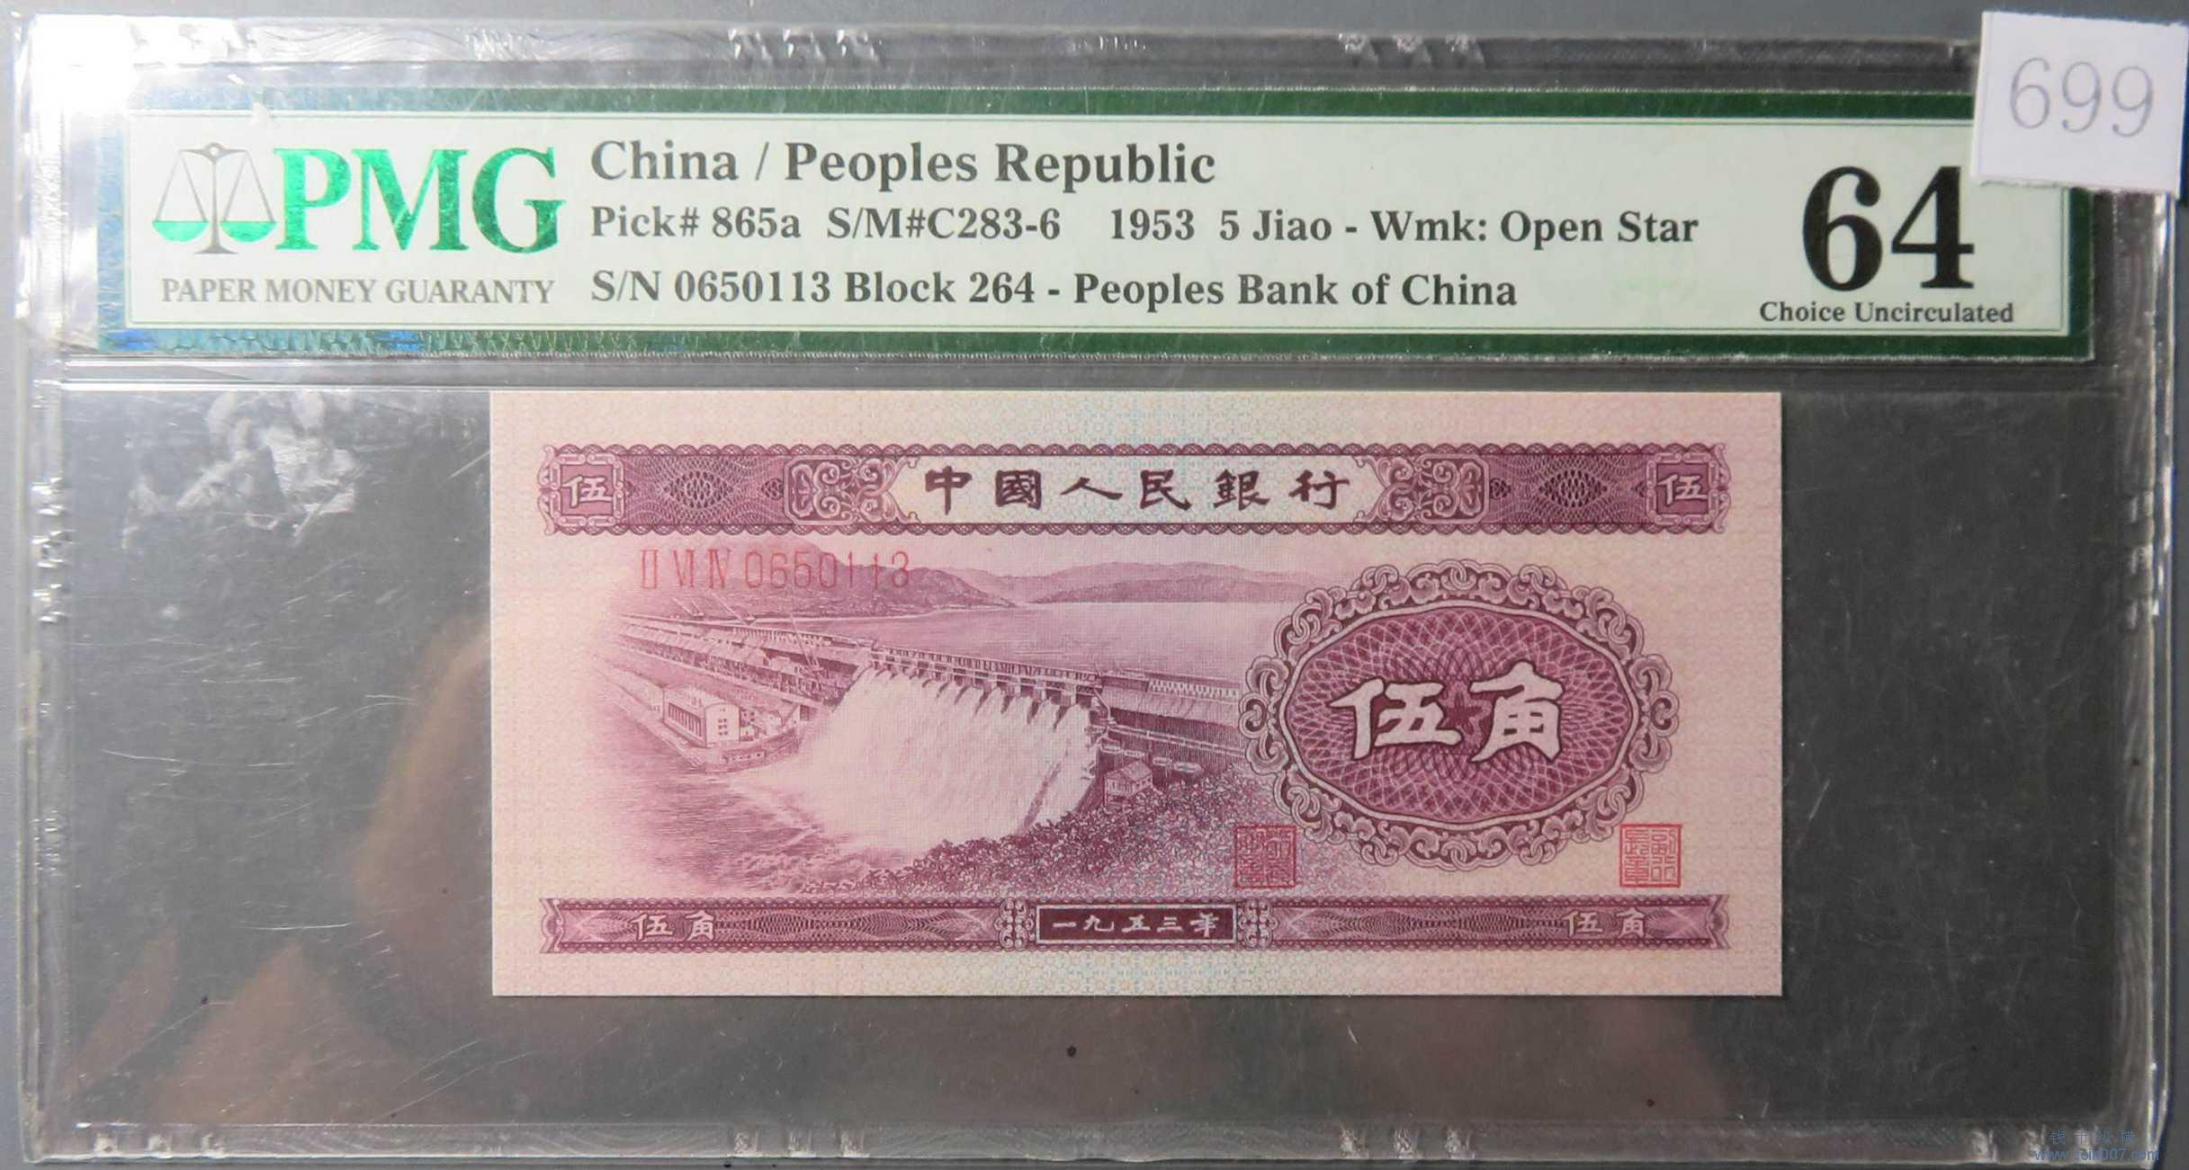 699
PMG
PAPER MONEY GUARANTY
China / Peoples Republic
Pick# 865a S/M#C283-6 1953 5 Jiao - Wmk: Open Star
S/N 0650113 Block 264 - Peoples Bank of China
64
Choice Uncirculated
伍 中國人民銀行 伍
II VI IV 0650113
伍角
伍角 一九五三年 伍角